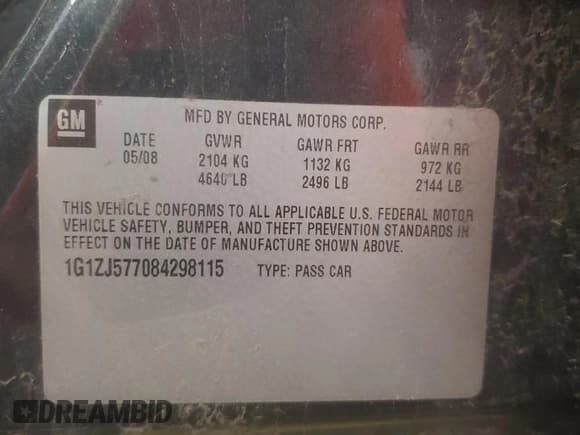 GM
MFD BY GENERAL MOTORS CORP.
DATE GVWR GAWR FRT GAWR RR
05/08 2104 KG 1132 KG 972 KG
4640 LB 2496 LB 2144 LB
THIS VEHICLE CONFORMS TO ALL APPLICABLE U.S. FEDERAL MOTOR
VEHICLE SAFETY, BUMPER, AND THEFT PREVENTION STANDARDS IN
EFFECT ON THE DATE OF MANUFACTURE SHOWN ABOVE.
1G1ZJ577084298115 TYPE: PASS CAR
DREAMBID